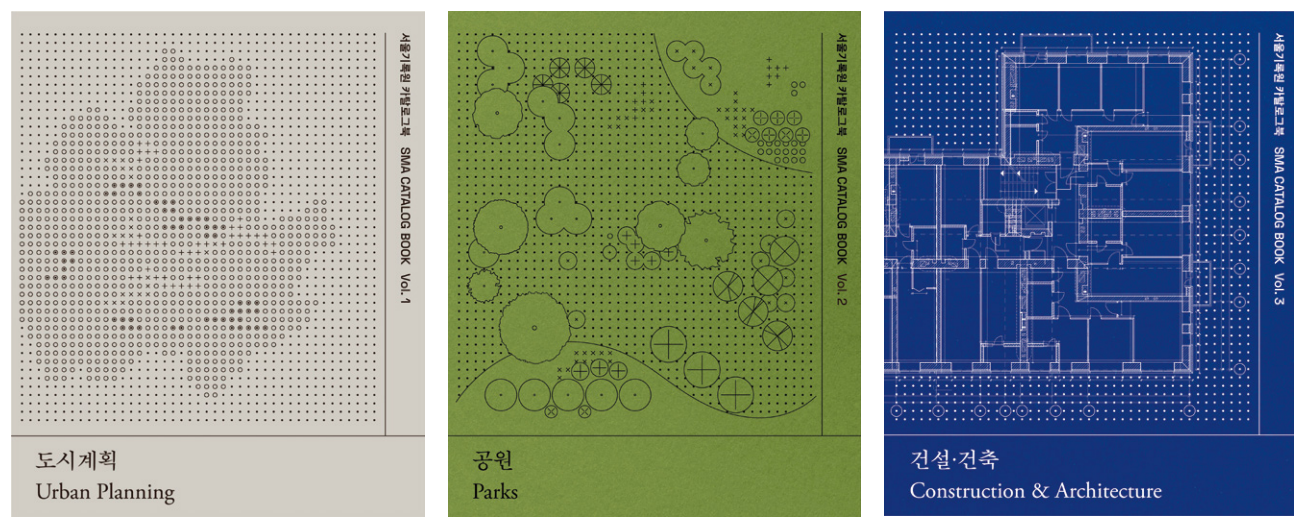 서울기록원 카탈로그북 SMA CATALOG BOOK Vol.1
도시계획
Urban Planning
서울기록원 카탈로그북 SMA CATALOG BOOK Vol.2
공원
Parks
서울기록원 카탈로그북 SMA CATALOG BOOK Vol.3
건설·건축
Construction & Architecture